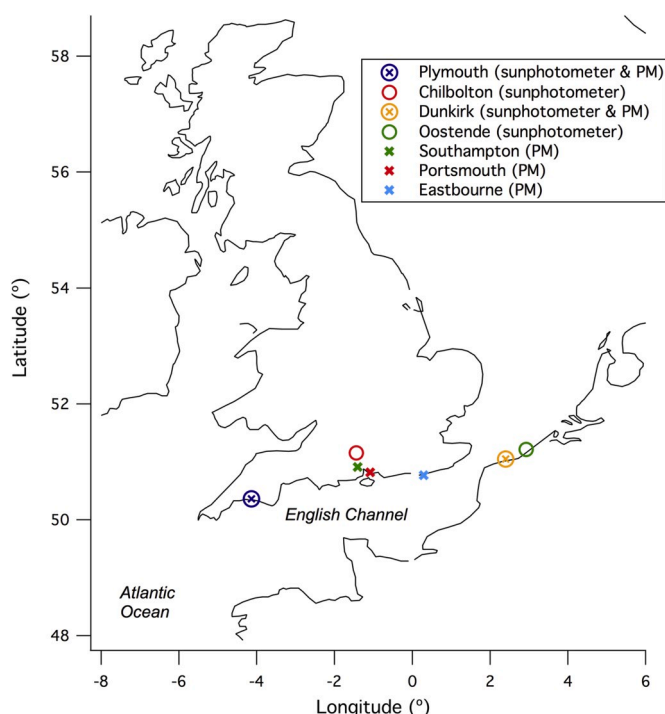 58
56
54
52
50
48
Latitude (°)
Plymouth (sunphotometer & PM)
Chilbolton (sunphotometer)
Dunkirk (sunphotometer & PM)
Oostende (sunphotometer)
Southampton (PM)
Portsmouth (PM)
Eastbourne (PM)
English Channel
Atlantic
Ocean
-8 -6 -4 -2 0 2 4 6
Longitude (°)